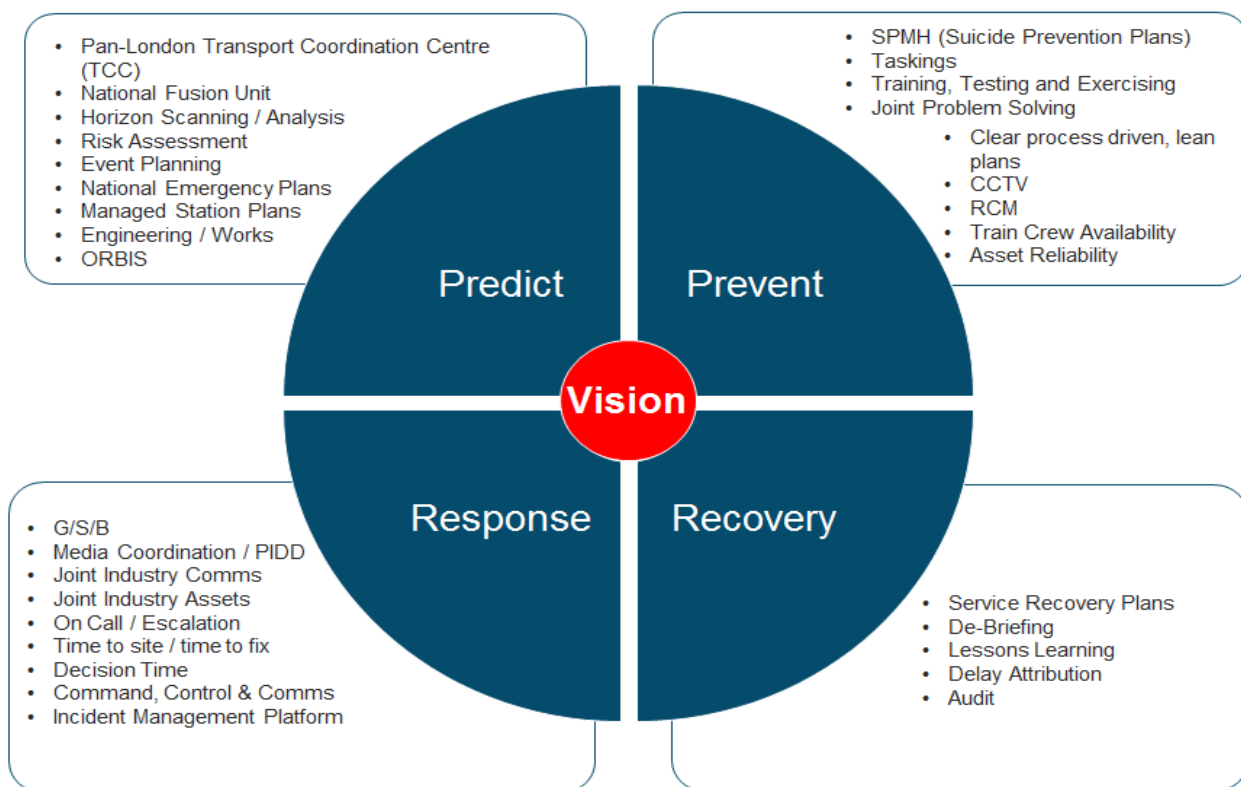 • Pan-London Transport Coordination Centre
(TCC)
• National Fusion Unit
• Horizon Scanning / Analysis
• Risk Assessment
• Event Planning
• National Emergency Plans
• Managed Station Plans
• Engineering / Works
• ORBIS
• SPMH (Suicide Prevention Plans)
• Taskings
• Training, Testing and Exercising
• Joint Problem Solving
• Clear process driven, lean
plans
• CCTV
• RCM
• Train Crew Availability
• Asset Reliability
Predict
Prevent
Vision
Response
Recovery
• G/S/B
• Media Coordination / PIDD
• Joint Industry Comms
• Joint Industry Assets
• On Call / Escalation
• Time to site / time to fix
• Decision Time
• Command, Control & Comms
• Incident Management Platform
• Service Recovery Plans
• De-Briefing
• Lessons Learning
• Delay Attribution
• Audit